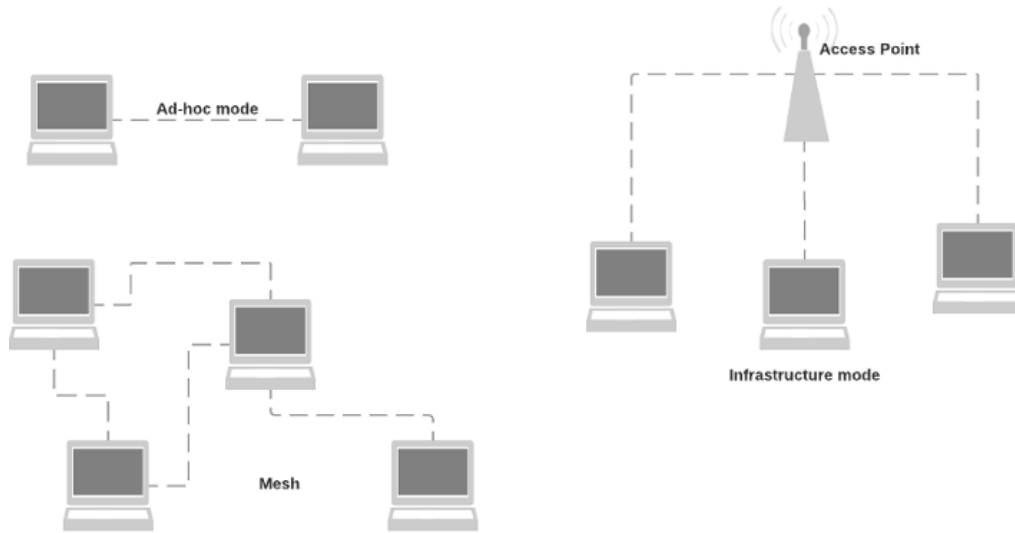 Access Point
Ad-hoc mode
Infrastructure mode
Mesh